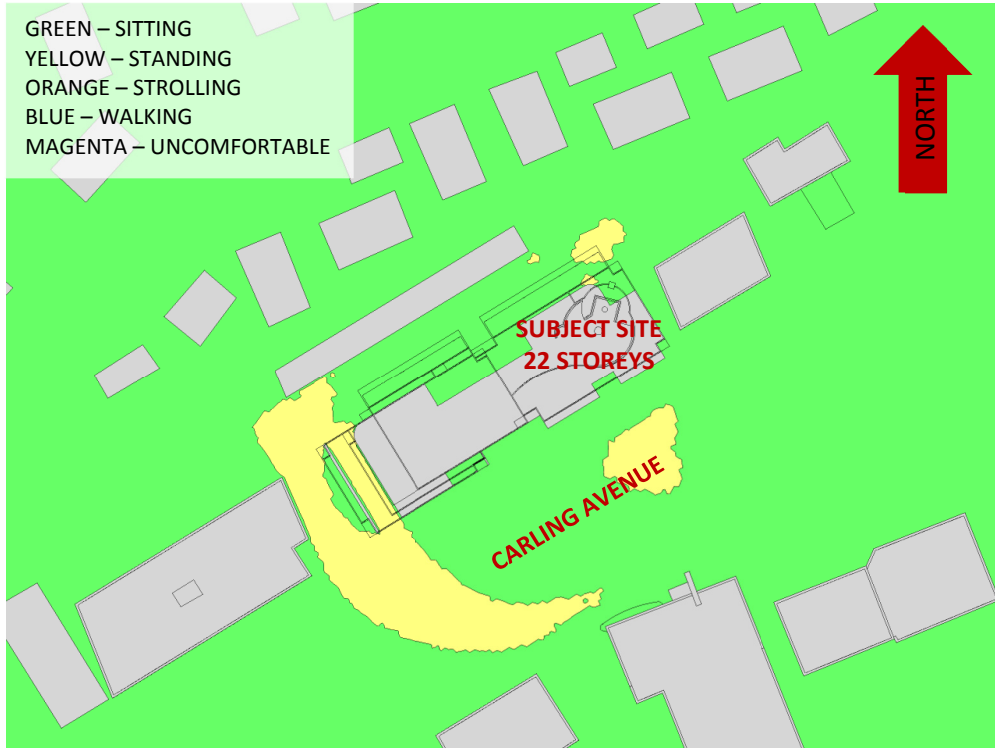 GREEN – SITTING
YELLOW – STANDING
ORANGE – STROLLING
BLUE – WALKING
MAGENTA – UNCOMFORTABLE
NORTH
SUBJECT SITE
22 STOREYS
CARLING AVENUE